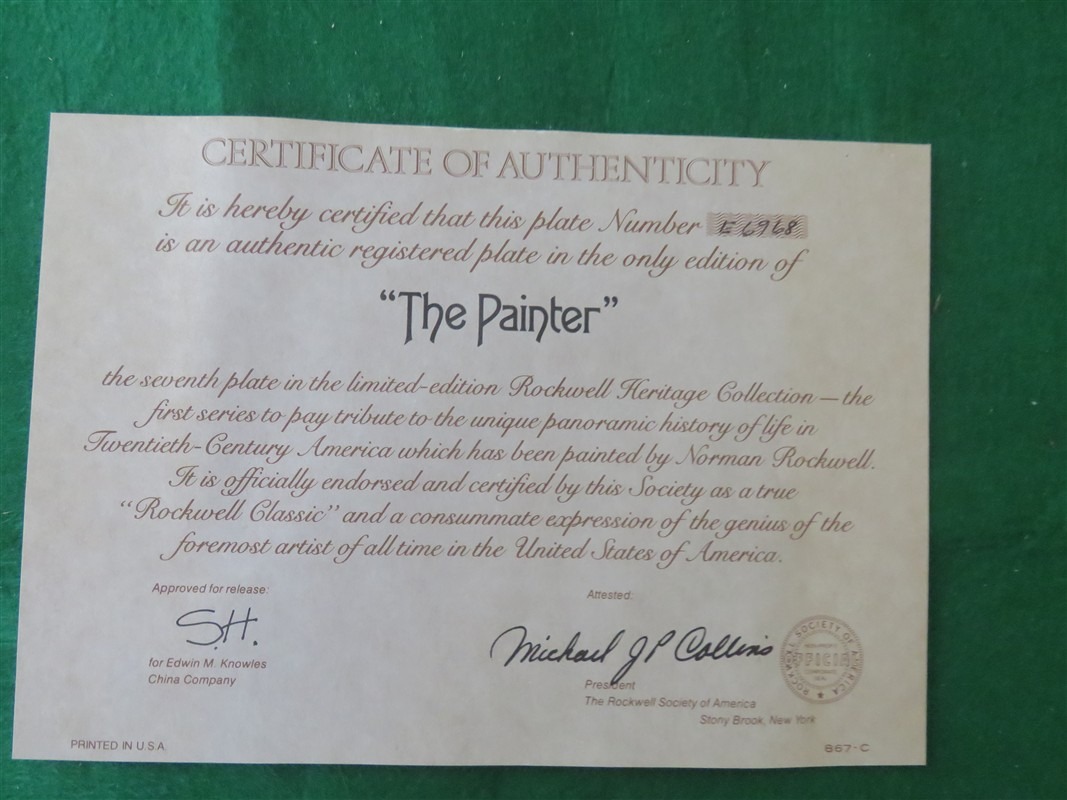 CERTIFICATE OF AUTHENTICITY
It is hereby certified that this plate Number E6968
is an authentic registered plate in the only edition of
“The Painter”
the seventh plate in the limited-edition Rockwell Heritage Collection — the
first series to pay tribute to the unique panoramic history of life in
Twentieth-Century America which has been painted by Norman Rockwell.
It is officially endorsed and certified by this Society as a true
“Rockwell Classic” and a consummate expression of the genius of the
foremost artist of all time in the United States of America.
Approved for release:
S.H.
for Edwin M. Knowles
China Company
Attested:
Michael J P Collins
President
The Rockwell Society of America
Stony Brook, New York
ROCKWELL SOCIETY OF AMERICA
PRINTED IN U.S.A.
867-C